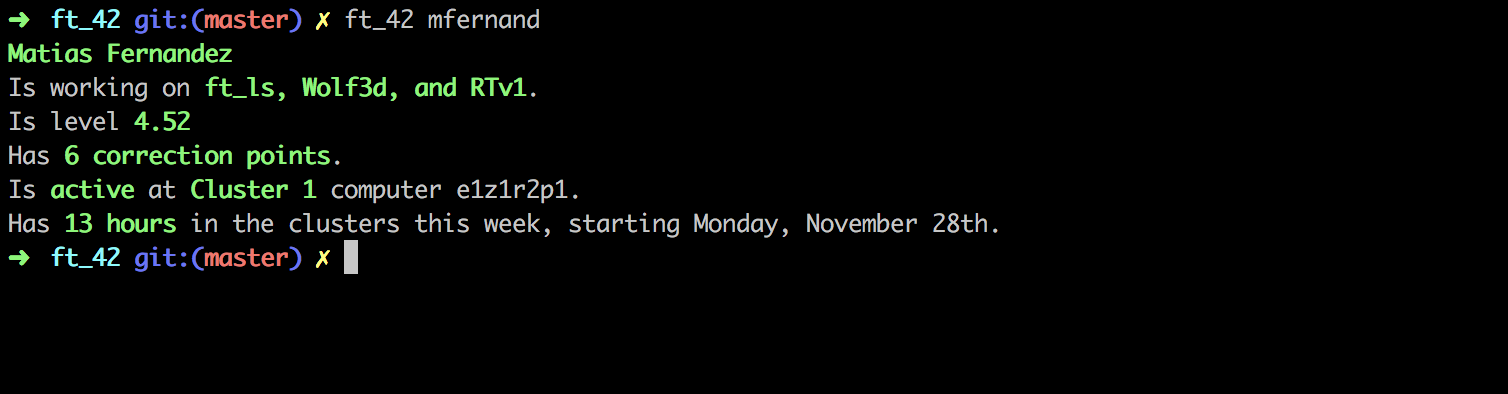 ➜ ft_42 git:(master) ✗ ft_42 mfernand
Matias Fernandez
Is working on ft_ls, Wolf3d, and RTv1.
Is level 4.52
Has 6 correction points.
Is active at Cluster 1 computer e1z1r2p1.
Has 13 hours in the clusters this week, starting Monday, November 28th.
➜ ft_42 git:(master) ✗